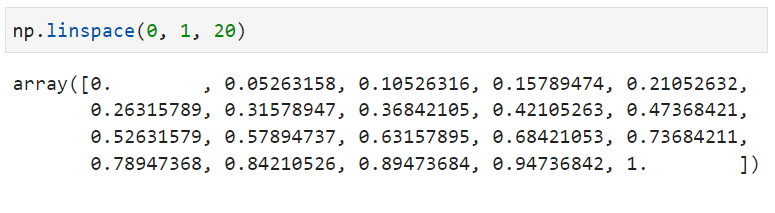 np.linspace(0, 1, 20)
array([0.        , 0.05263158, 0.10526316, 0.15789474, 0.21052632,
       0.26315789, 0.31578947, 0.36842105, 0.42105263, 0.47368421,
       0.52631579, 0.57894737, 0.63157895, 0.68421053, 0.73684211,
       0.78947368, 0.84210526, 0.89473684, 0.94736842, 1.        ])